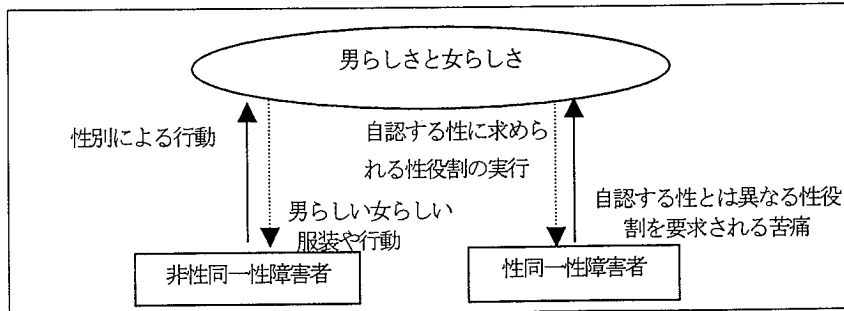 男らしさと女らしさ
性別による行動
自認する性に求めら
れる性役割の実行
男らしい女らしい
服装や行動
自認する性とは異なる性役
割を要求される苦痛
非性同一性障害者
性同一性障害者